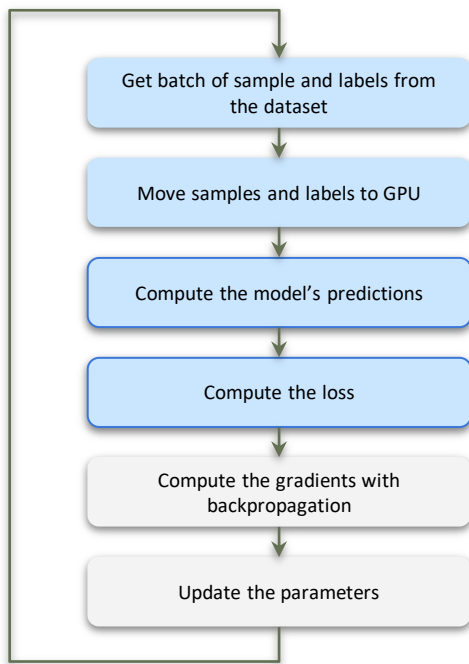 Get batch of sample and labels from
the dataset
Move samples and labels to GPU
Compute the model’s predictions
Compute the loss
Compute the gradients with
backpropagation
Update the parameters